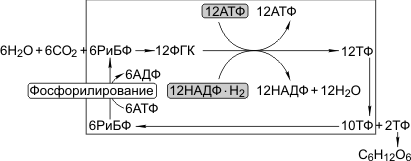 12АТФ 12АТФ
6H₂O + 6CO₂ + 6РиБФ 12ФГК 12ТФ
6АДФ
Фосфорилирование 12НАДФ · H₂ 12НАДФ + 12H₂O
6АТФ
6РиБФ 10ТФ + 2ТФ
C₆H₁₂O₆